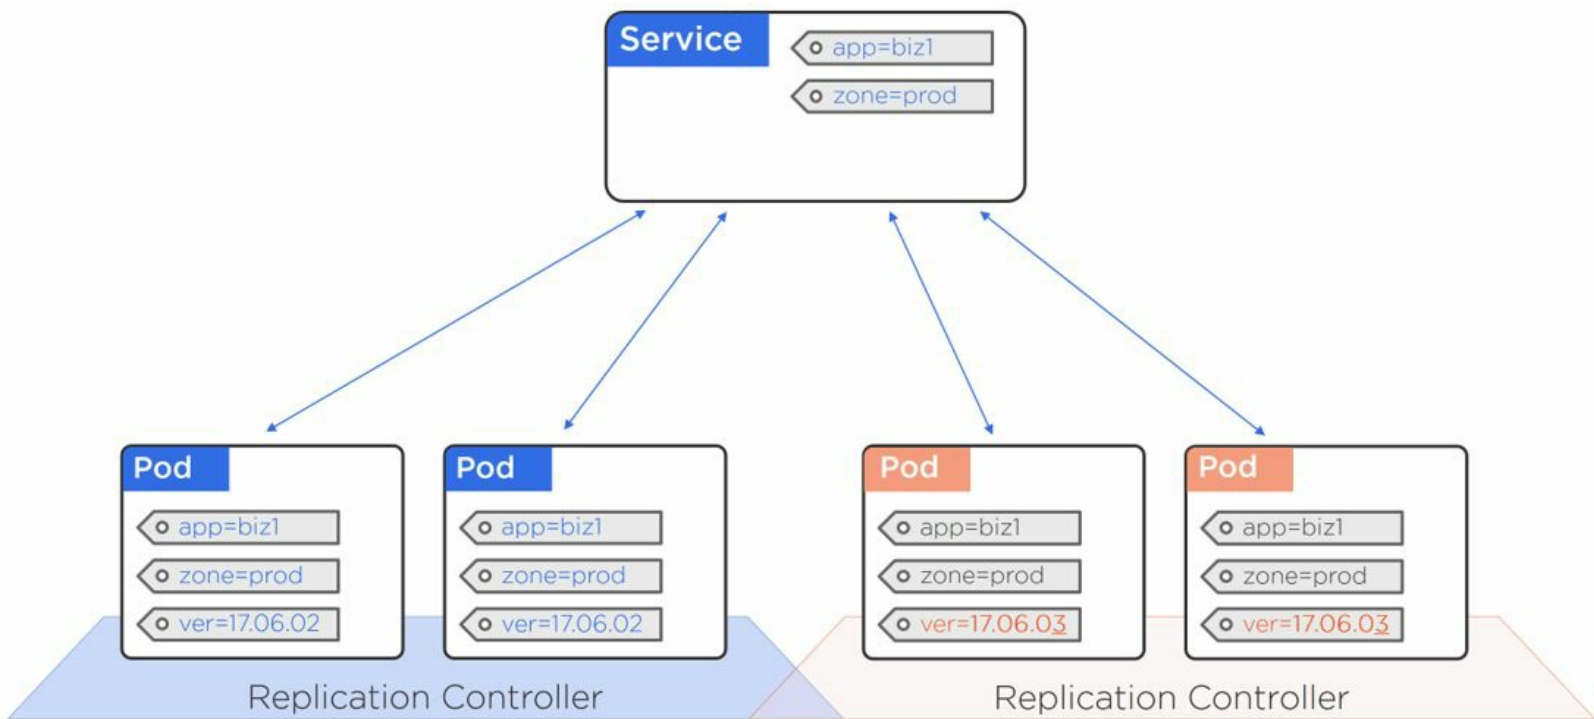 Service
app=biz1
zone=prod
Pod
app=biz1
zone=prod
ver=17.06.02
Pod
app=biz1
zone=prod
ver=17.06.02
Pod
app=biz1
zone=prod
ver=17.06.03
Pod
app=biz1
zone=prod
ver=17.06.03
Replication Controller
Replication Controller